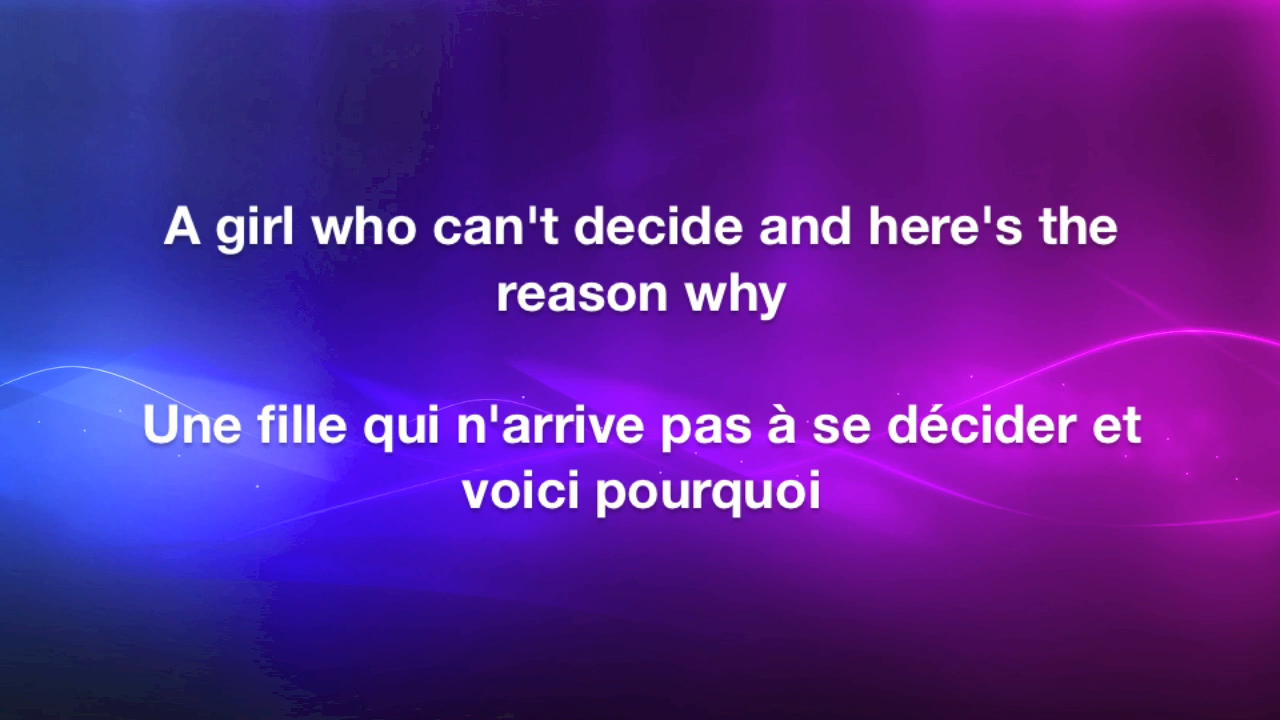 A girl who can't decide and here's the
reason why
Une fille qui n'arrive pas à se décider et
voici pourquoi